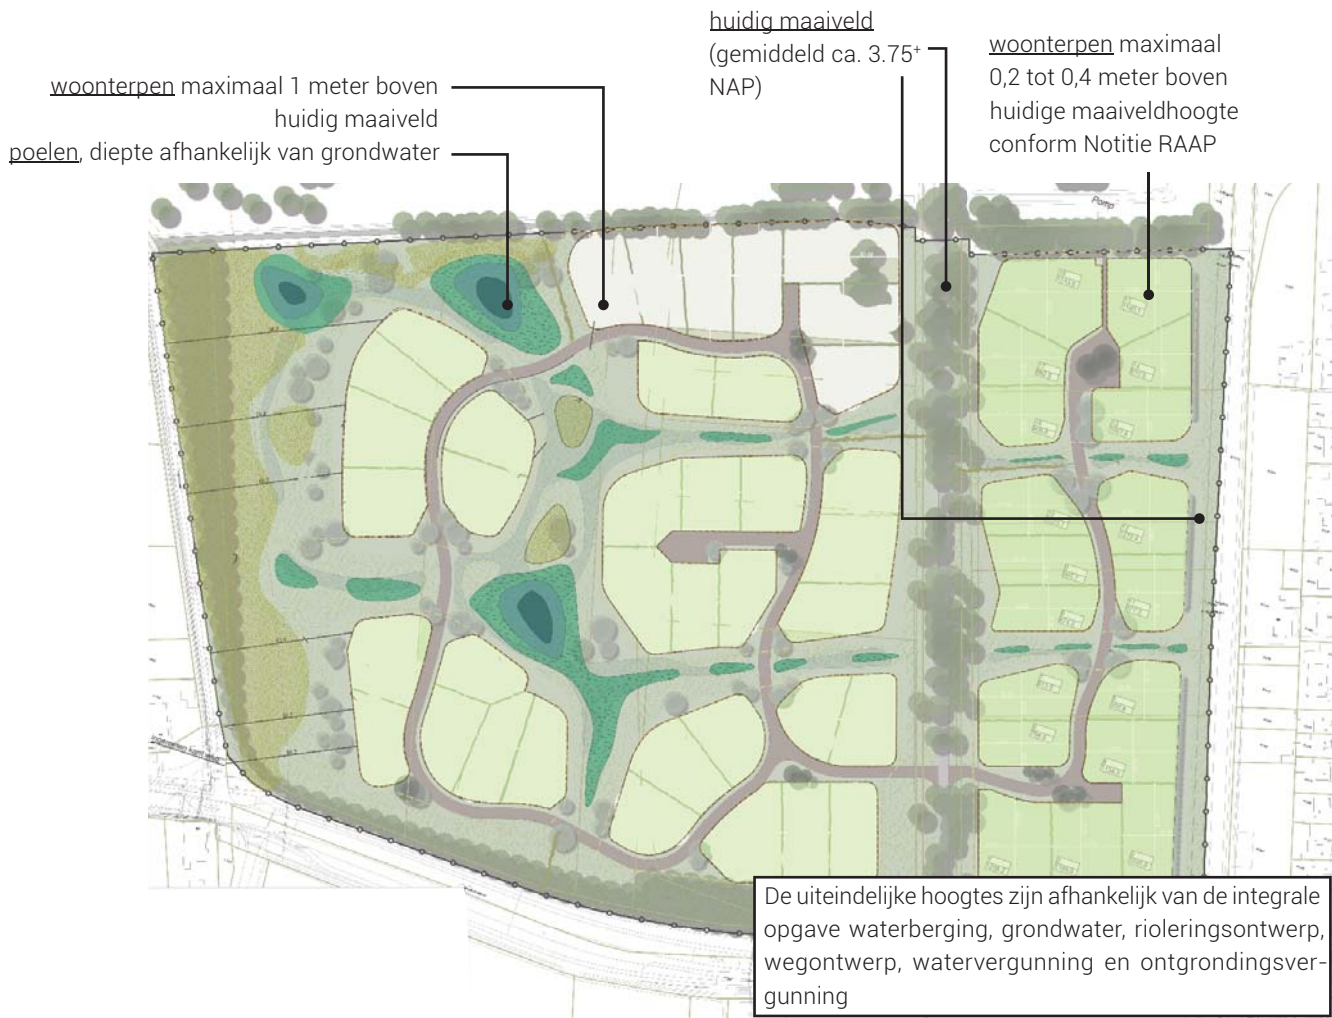 huidig maaiveld
(gemiddeld ca. 3.75⁺
NAP)
woonterpen maximaal
0,2 tot 0,4 meter boven
huidige maaiveldhoogte
conform Notitie RAAP
woonterpen maximaal 1 meter boven
huidig maaiveld
poelen, diepte afhankelijk van grondwater
Pomp
De uiteindelijke hoogtes zijn afhankelijk van de integrale
opgave waterberging, grondwater, rioleringsontwerp,
wegontwerp, watervergunning en ontgrondingsver-
gunning